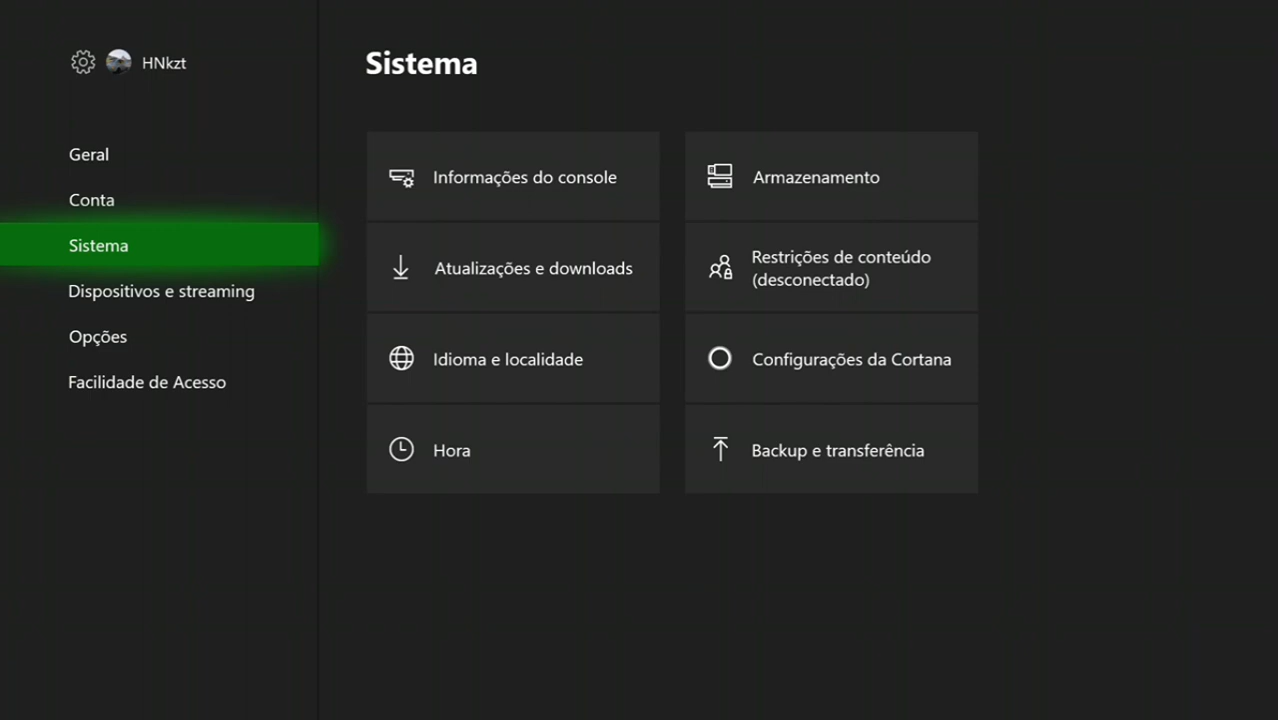 HNkzt
Geral
Conta
Sistema
Dispositivos e streaming
Opções
Facilidade de Acesso
Sistema
Informações do console
Armazenamento
Atualizações e downloads
Restrições de conteúdo
(desconectado)
Idioma e localidade
Configurações da Cortana
Hora
Backup e transferência